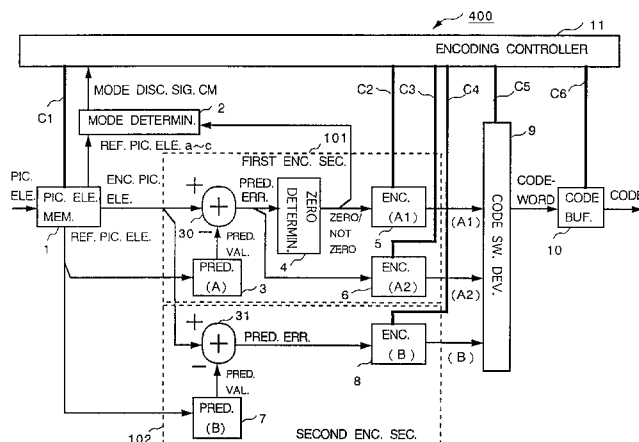 400
11
ENCODING CONTROLLER
C1
MODE DISC. SIG. CM
2
MODE DETERMIN.
REF. PIC. ELE. a~c
C2
C3
C4
C5
C6
9
101
FIRST ENC. SEC.
PIC.
ELE.
PIC. ELE.
MEM.
1
ENC. PIC.
ELE.
REF. PIC. ELE.
+
+
30
−
PRED.
VAL.
PRED.
ERR.
ZERO
DETERMIN.
4
ZERO/
NOT
ZERO
ENC.
(A1)
5
(A1)
PRED.
(A)
3
ENC.
(A2)
6
(A2)
CODE SW. DEV.
CODE-
WORD
CODE
BUF.
10
CODE
31
+
+
−
PRED. ERR.
PRED.
VAL.
ENC.
(B)
8
(B)
PRED.
(B)
7
102
SECOND ENC. SEC.